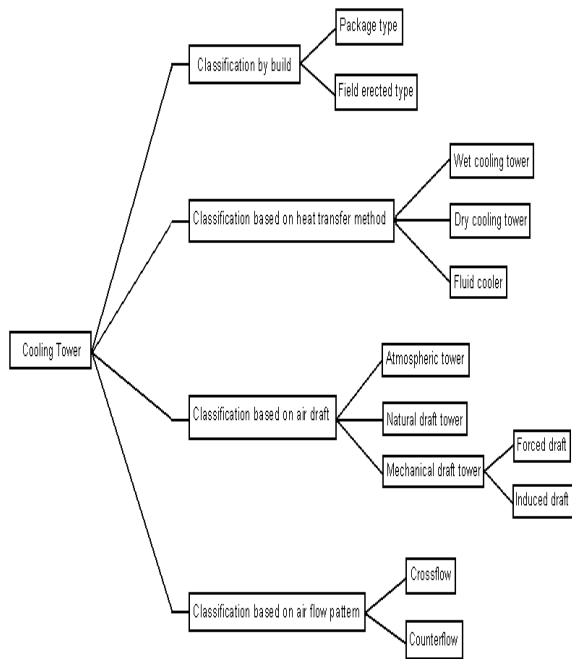 Package type
Classification by build
Field erected type
Wet cooling tower
Classification based on heat transfer method
Dry cooling tower
Fluid cooler
Cooling Tower
Atmospheric tower
Classification based on air draft
Natural draft tower
Forced draft
Mechanical draft tower
Induced draft
Crossflow
Classification based on air flow pattern
Counterflow